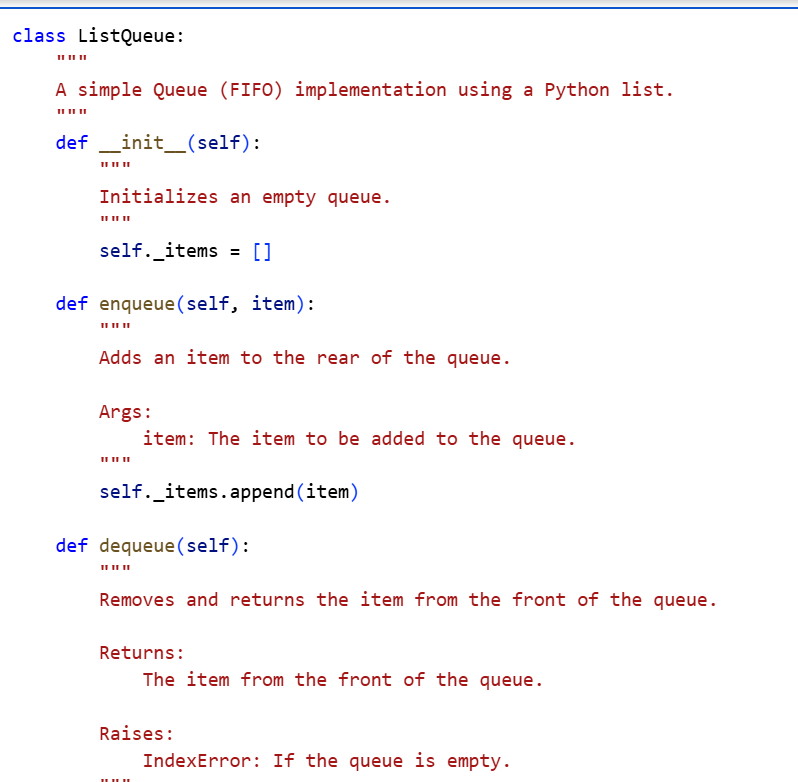 class ListQueue:
    """
    A simple Queue (FIFO) implementation using a Python list.
    """
    def __init__(self):
        """
        Initializes an empty queue.
        """
        self._items = []

    def enqueue(self, item):
        """
        Adds an item to the rear of the queue.

        Args:
            item: The item to be added to the queue.
        """
        self._items.append(item)

    def dequeue(self):
        """
        Removes and returns the item from the front of the queue.

        Returns:
            The item from the front of the queue.

        Raises:
            IndexError: If the queue is empty.
        """